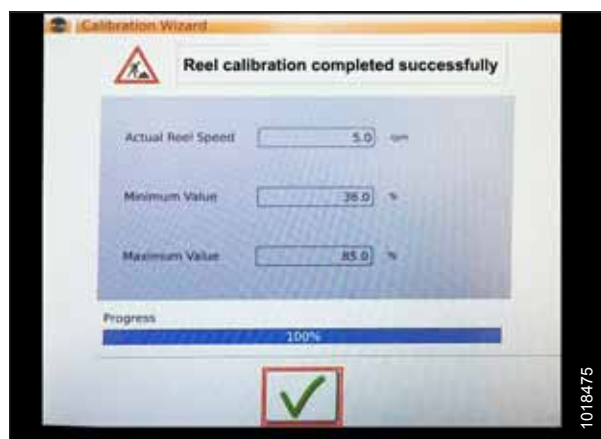 Calibration Wizard
Reel calibration completed successfully
Actual Reel Speed 5.0 rpm
Minimum Value 36.0 %
Maximum Value 85.0 %
Progress
100%
1018475